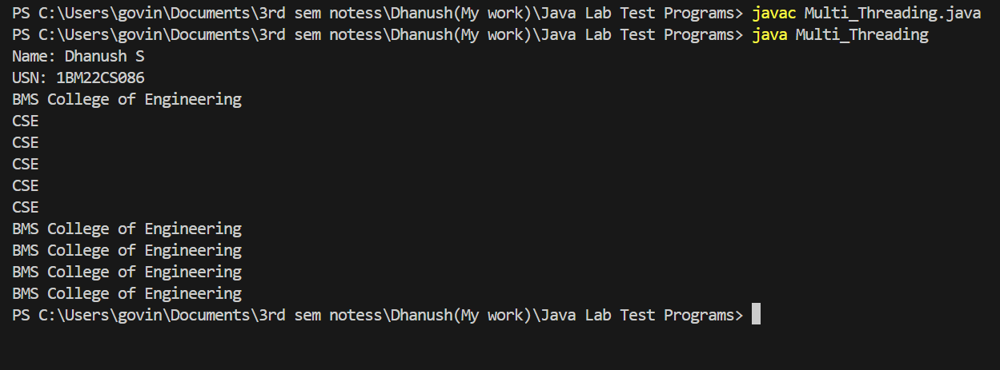 PS C:\Users\govin\Documents\3rd sem notess\Dhanush(My work)\Java Lab Test Programs> javac Multi_Threading.java
PS C:\Users\govin\Documents\3rd sem notess\Dhanush(My work)\Java Lab Test Programs> java Multi_Threading
Name: Dhanush S
USN: 1BM22CS086
BMS College of Engineering
CSE
CSE
CSE
CSE
CSE
BMS College of Engineering
BMS College of Engineering
BMS College of Engineering
BMS College of Engineering
PS C:\Users\govin\Documents\3rd sem notess\Dhanush(My work)\Java Lab Test Programs>